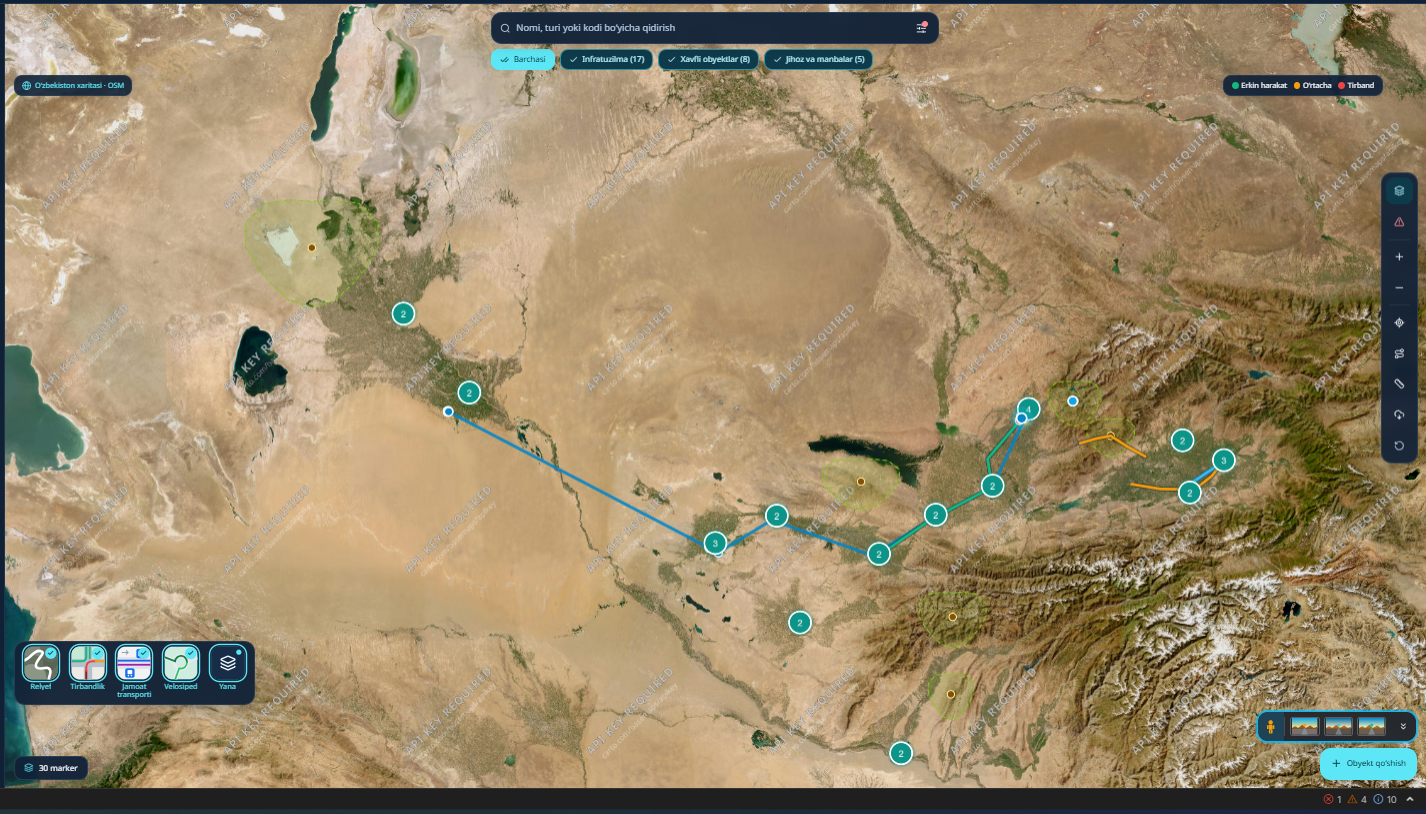 Nomi, turi yoki kodi bo'yicha qidirish
Barchasi
Infratuzilma (17)
Xavfli obyektlar (8)
Jihoz va manbalar (5)
O'zbekiston xaritasi · OSM
Erkin harakat
O'rtacha
Tirband
API KEY REQUIRED
2
2
4
2
3
2
2
2
2
3
2
2
2
Relyef
Tirbandlik
Jamoat transporti
Velosiped
Yana
30 marker
Obyekt qo'shish
1
4
10